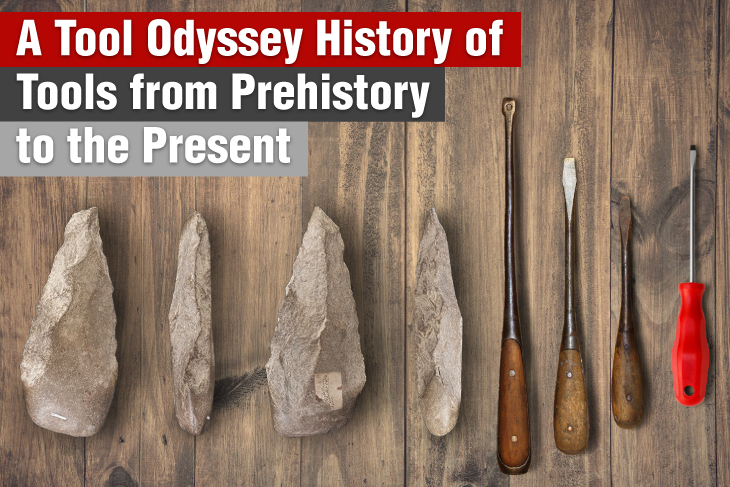 A Tool Odyssey History of
Tools from Prehistory
to the Present